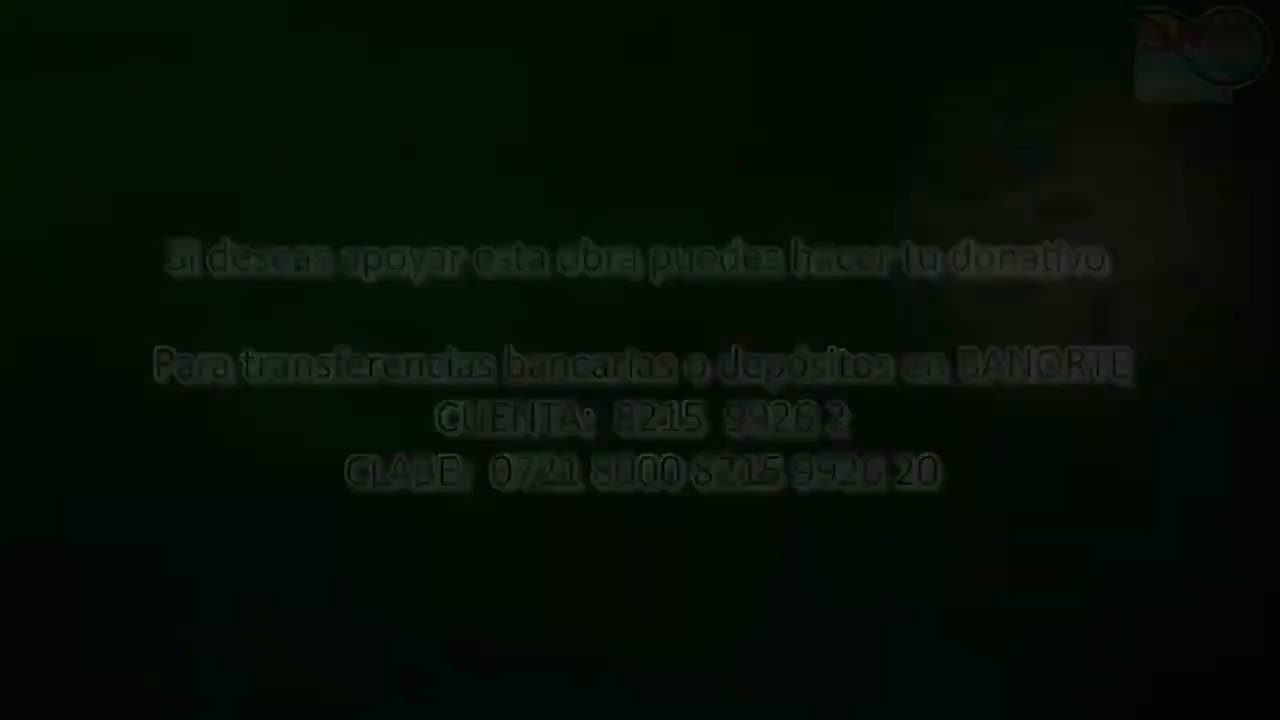 Si deseas apoyar esta obra puedes hacer tu donativo
Para transferencias bancarias o depósitos en BANORTE
CUENTA: 8215 9926 2
CLABE: 0721 8000 8215 9926 20